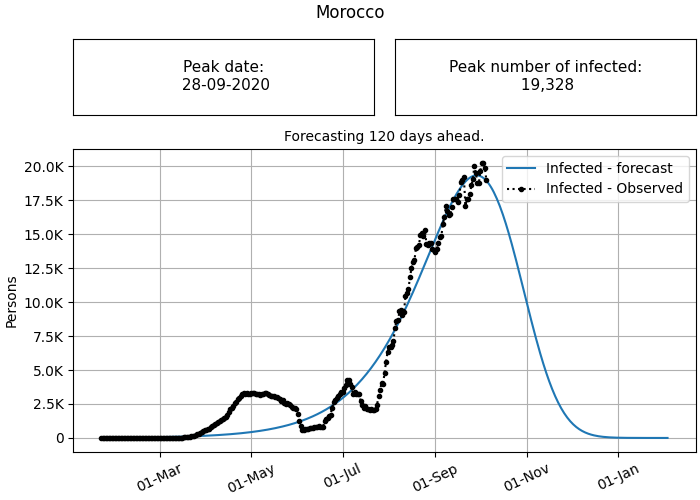 Morocco
Peak date:
28-09-2020
Peak number of infected:
19,328
Forecasting 120 days ahead.
20.0K
17.5K
15.0K
12.5K
10.0K
7.5K
5.0K
2.5K
0
Persons
Infected - forecast
Infected - Observed
01-Mar
01-May
01-Jul
01-Sep
01-Nov
01-Jan